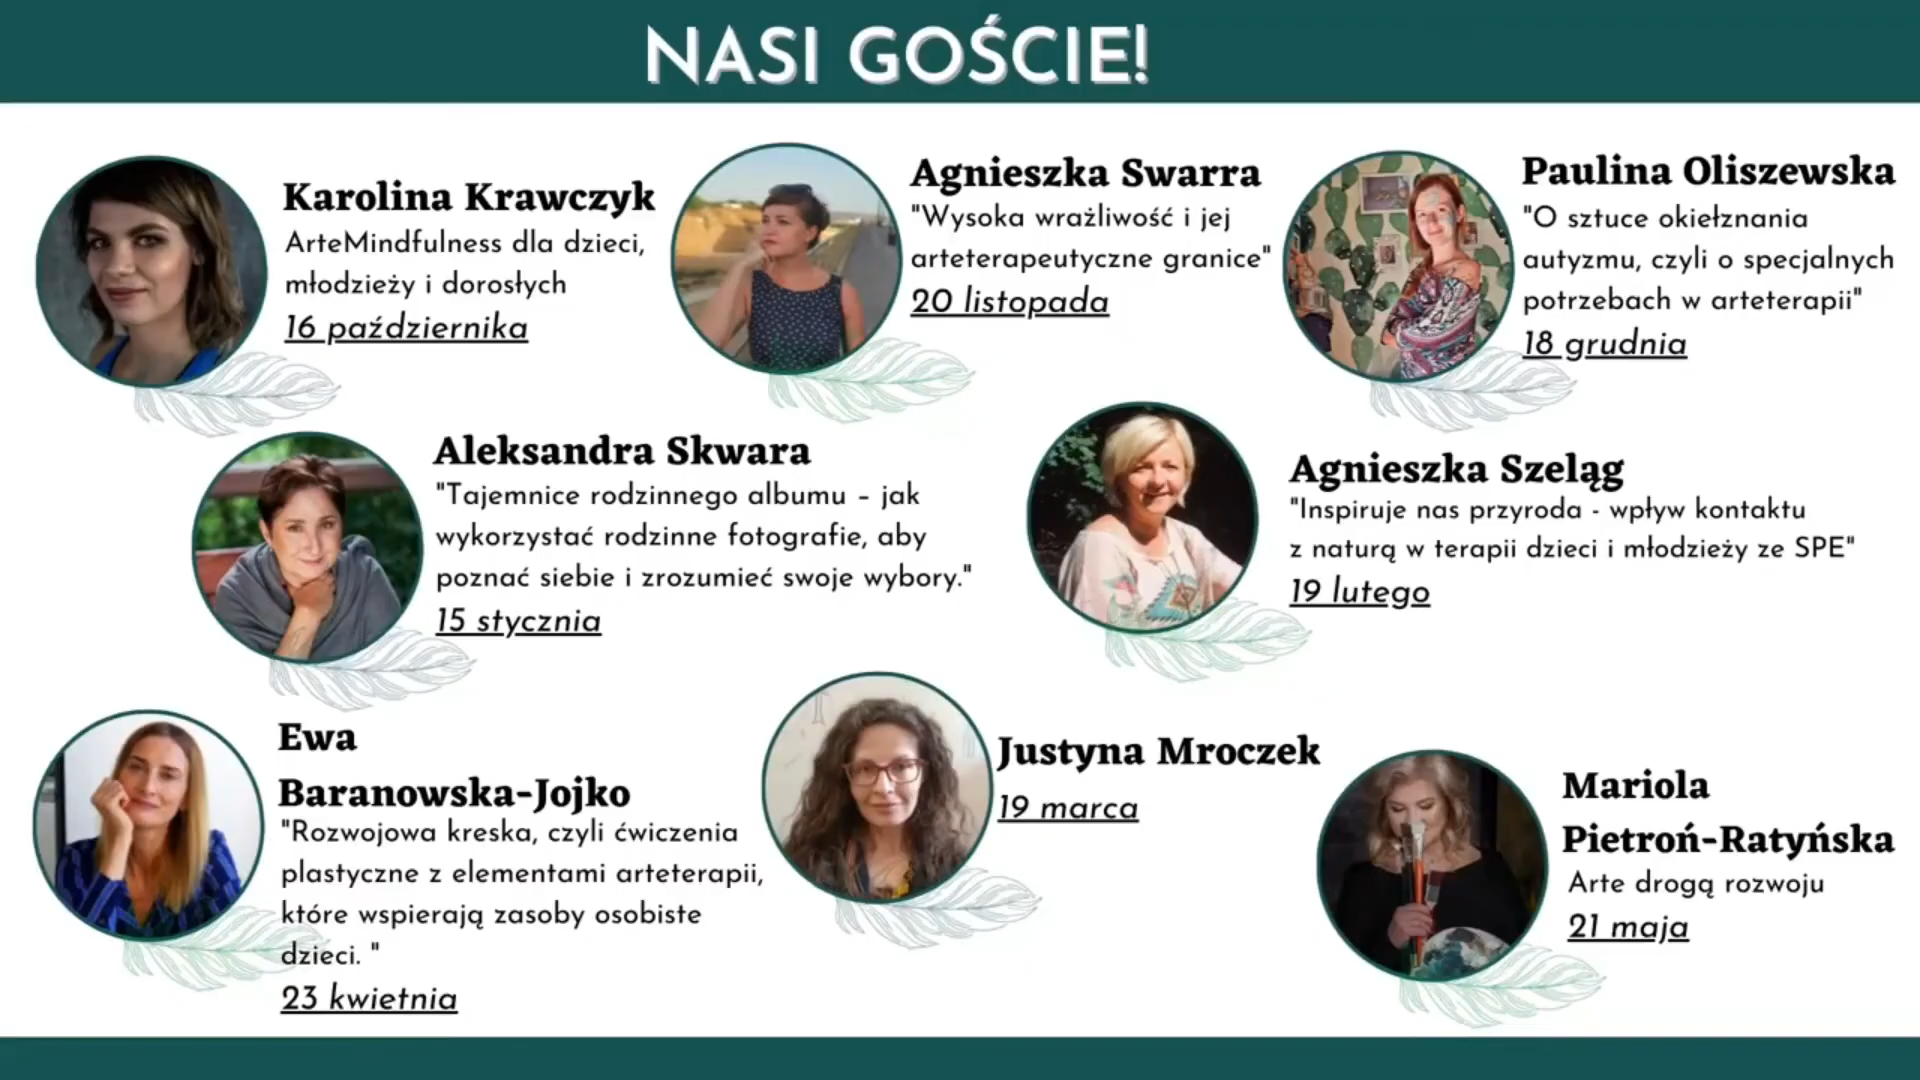 NASI GOŚCIE!
Karolina Krawczyk
ArteMindfulness dla dzieci,
młodzieży i dorosłych
16 października
Agnieszka Swarra
"Wysoka wrażliwość i jej
arteterapeutyczne granice"
20 listopada
Paulina Oliszewska
"O sztuce okiełznania
autyzmu, czyli o specjalnych
potrzebach w arteterapii"
18 grudnia
Aleksandra Skwara
"Tajemnice rodzinnego albumu – jak
wykorzystać rodzinne fotografie, aby
poznać siebie i zrozumieć swoje wybory."
15 stycznia
Agnieszka Szeląg
"Inspiruje nas przyroda - wpływ kontaktu
z naturą w terapii dzieci i młodzieży ze SPE"
19 lutego
Ewa
Baranowska-Jojko
"Rozwojowa kreska, czyli ćwiczenia
plastyczne z elementami arteterapii,
które wspierają zasoby osobiste
dzieci. "
23 kwietnia
Justyna Mroczek
19 marca
Mariola
Pietroń-Ratyńska
Arte drogą rozwoju
21 maja